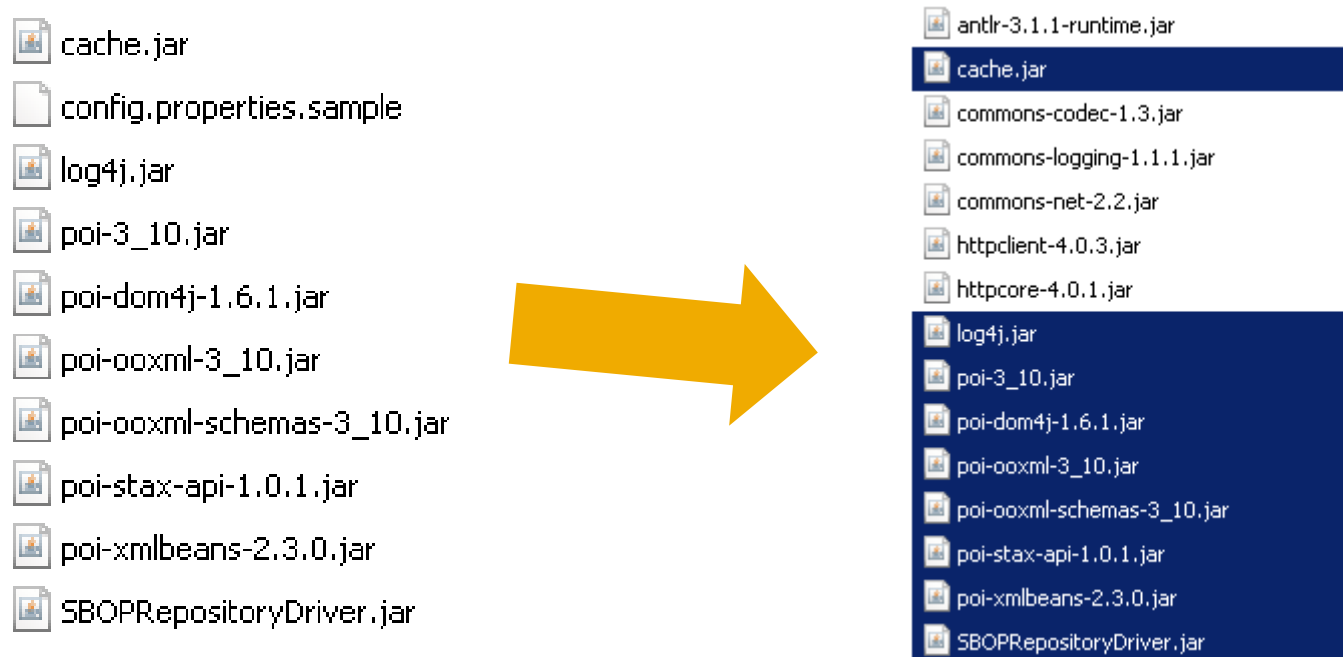 cache.jar
config.properties.sample
log4j.jar
poi-3_10.jar
poi-dom4j-1.6.1.jar
poi-ooxml-3_10.jar
poi-ooxml-schemas-3_10.jar
poi-stax-api-1.0.1.jar
poi-xmlbeans-2.3.0.jar
SBOPRepositoryDriver.jar
antlr-3.1.1-runtime.jar
cache.jar
commons-codec-1.3.jar
commons-logging-1.1.1.jar
commons-net-2.2.jar
httpclient-4.0.3.jar
httpcore-4.0.1.jar
log4j.jar
poi-3_10.jar
poi-dom4j-1.6.1.jar
poi-ooxml-3_10.jar
poi-ooxml-schemas-3_10.jar
poi-stax-api-1.0.1.jar
poi-xmlbeans-2.3.0.jar
SBOPRepositoryDriver.jar